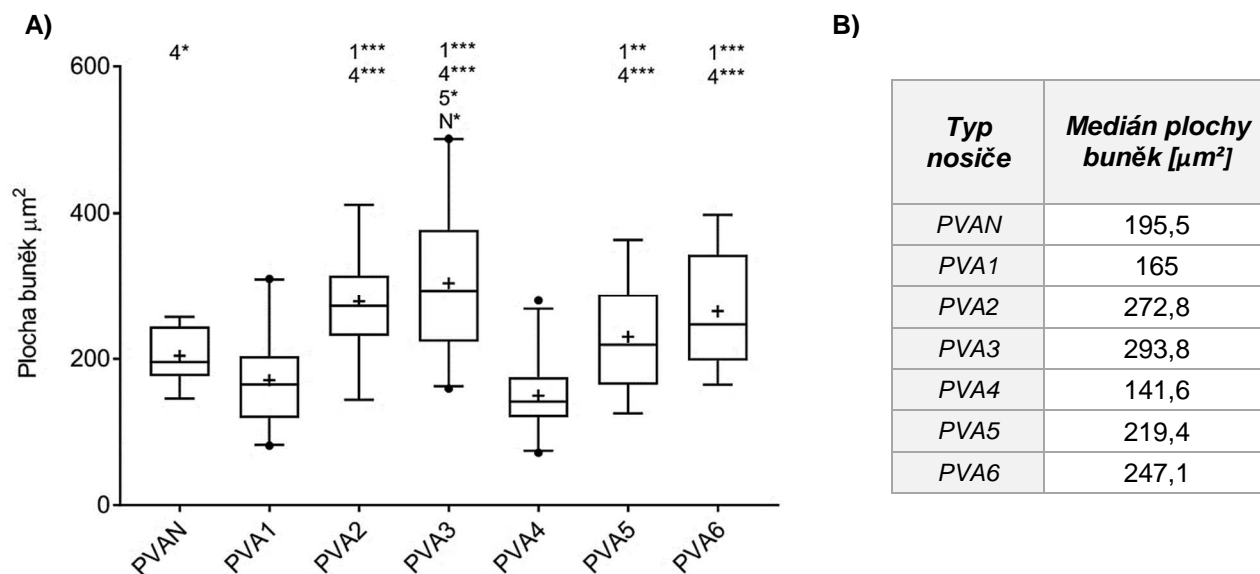 A)
4*
1***
4***
1***
4***
5*
N*
1**
4***
1***
4***
Plocha buněk μm²
600
400
200
0
PVAN
PVA1
PVA2
PVA3
PVA4
PVA5
PVA6
B)
Typ nosiče
Medián plochy buněk [μm²]
PVAN 195,5
PVA1 165
PVA2 272,8
PVA3 293,8
PVA4 141,6
PVA5 219,4
PVA6 247,1